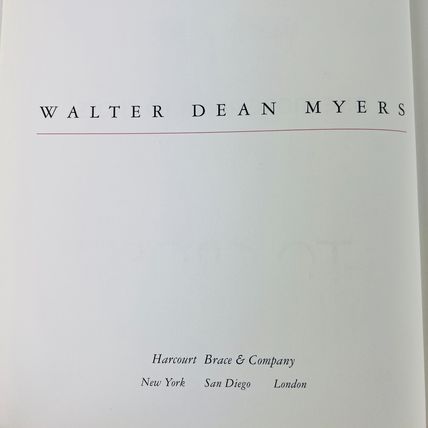 WALTER DEAN MYERS
Harcourt Brace & Company
New York San Diego London